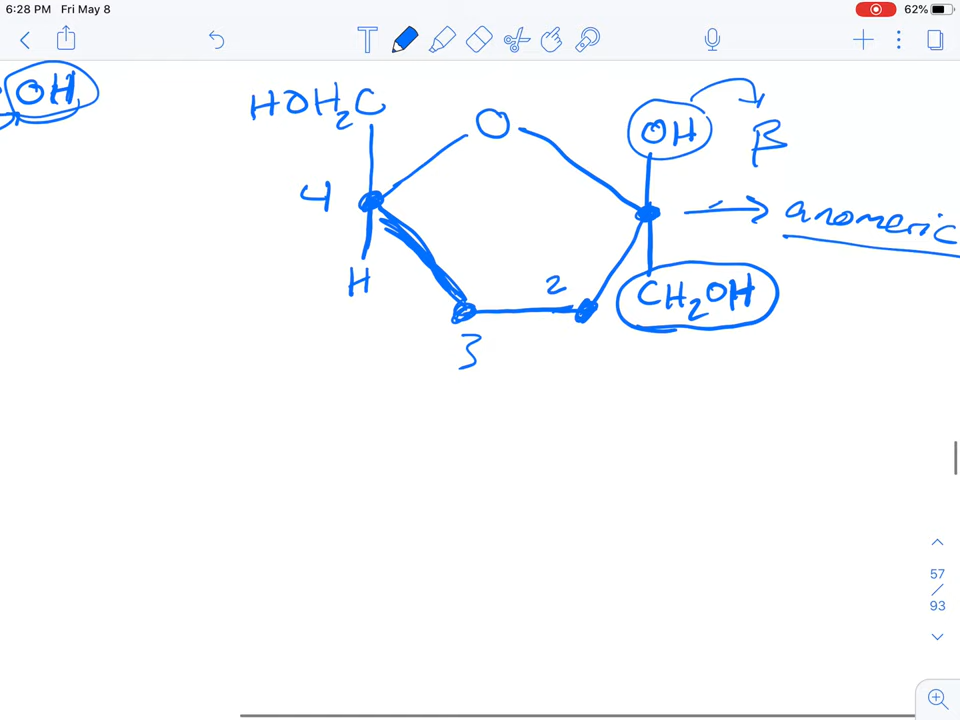 6:28 PM Fri May 8
62%
T
OH
HOH₂C
O
OH
β
4
anomeric
H
2
CH₂OH
3
57
/
93